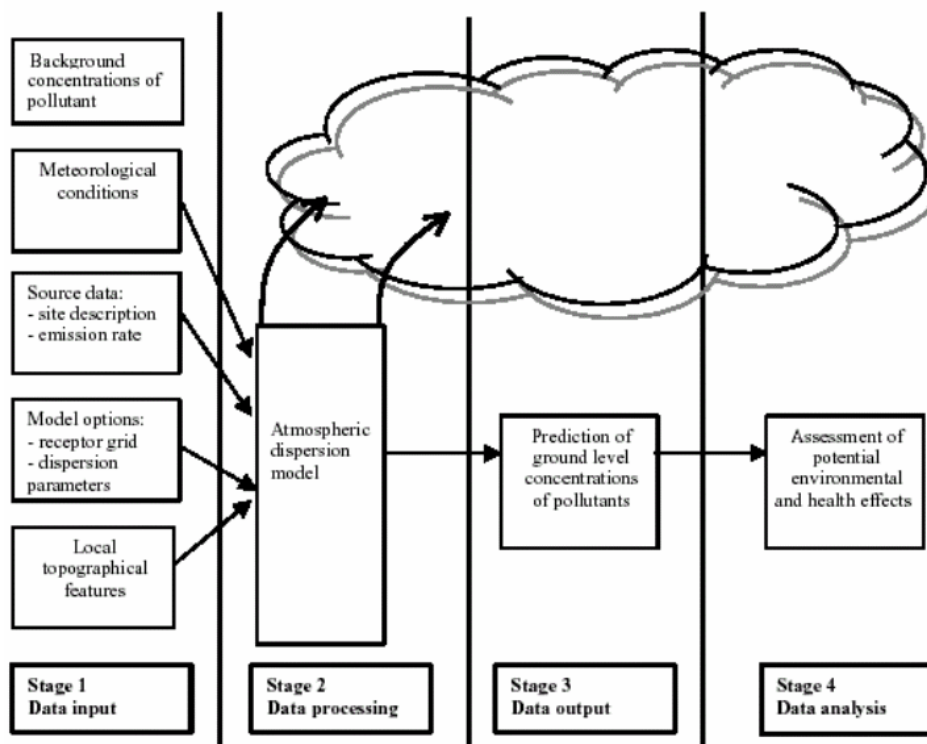 Background
concentrations of
pollutant
Meteorological
conditions
Source data:
- site description
- emission rate
Model options:
- receptor grid
- dispersion
parameters
Local
topographical
features
Atmospheric
dispersion
model
Prediction of
ground level
concentrations
of pollutants
Assessment of
potential
environmental
and health effects
Stage 1
Data input
Stage 2
Data processing
Stage 3
Data output
Stage 4
Data analysis